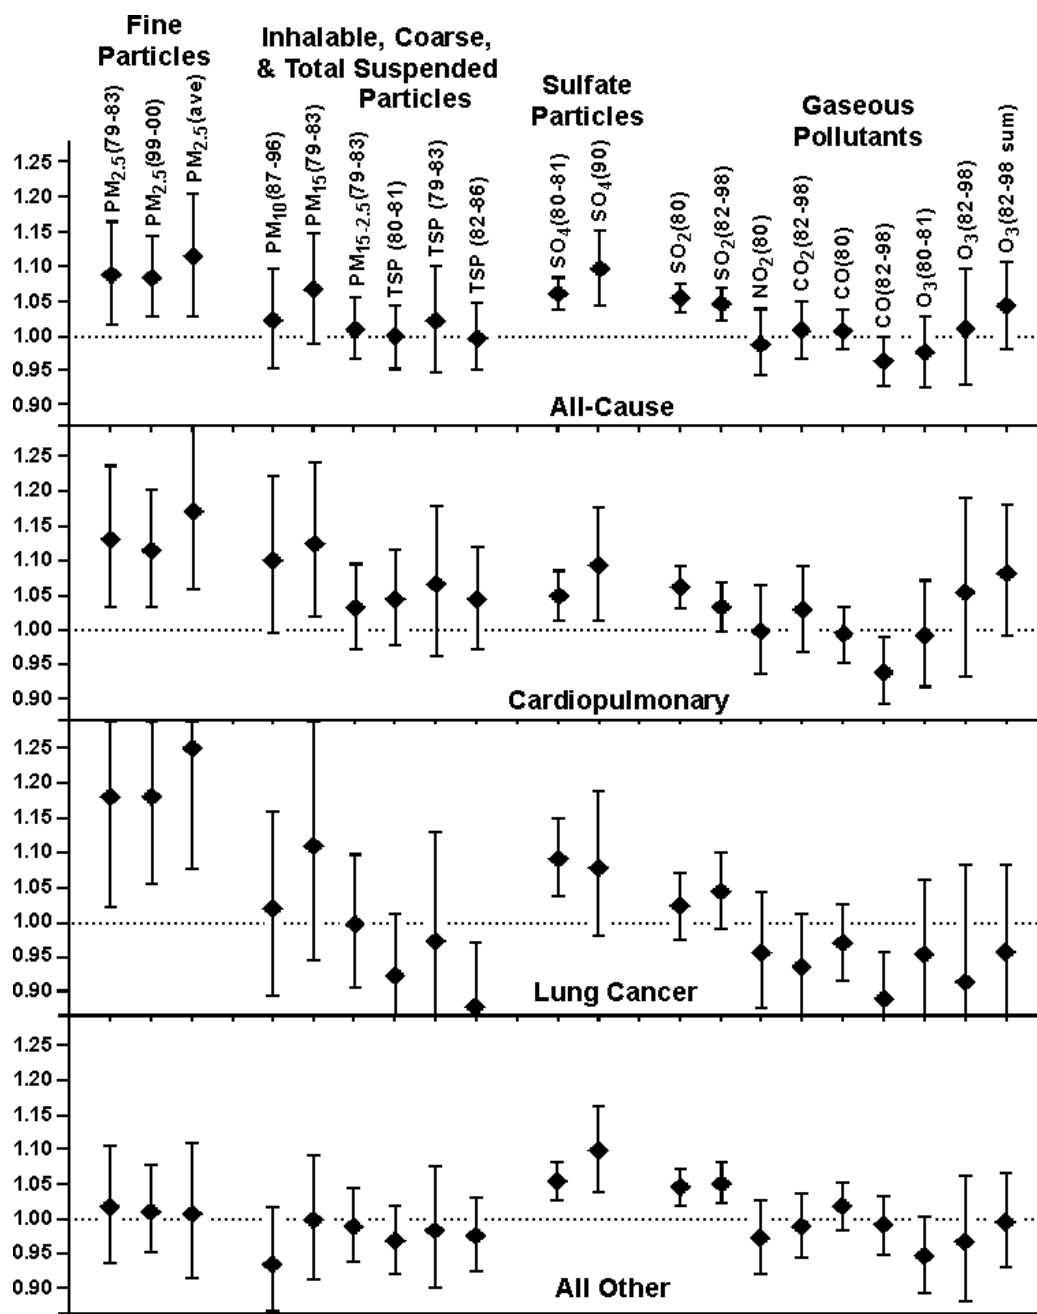 Fine
Particles
Inhalable, Coarse,
& Total Suspended
Particles
Sulfate
Particles
Gaseous
Pollutants
PM2.5(79-83)
PM2.5(99-00)
PM2.5(ave)
PM10(87-96)
PM15(79-83)
PM15-2.5(79-83)
TSP (80-81)
TSP (79-83)
TSP (82-86)
SO4(80-81)
SO4(90)
SO2(80)
SO2(82-98)
NO2(80)
CO2(82-98)
CO(80)
CO(82-98)
O3(80-81)
O3(82-98)
O3(82-98 sum)
1.25
1.20
1.15
1.10
1.05
1.00
0.95
0.90
All-Cause
1.25
1.20
1.15
1.10
1.05
1.00
0.95
0.90
Cardiopulmonary
1.25
1.20
1.15
1.10
1.05
1.00
0.95
0.90
Lung Cancer
1.25
1.20
1.15
1.10
1.05
1.00
0.95
0.90
All Other